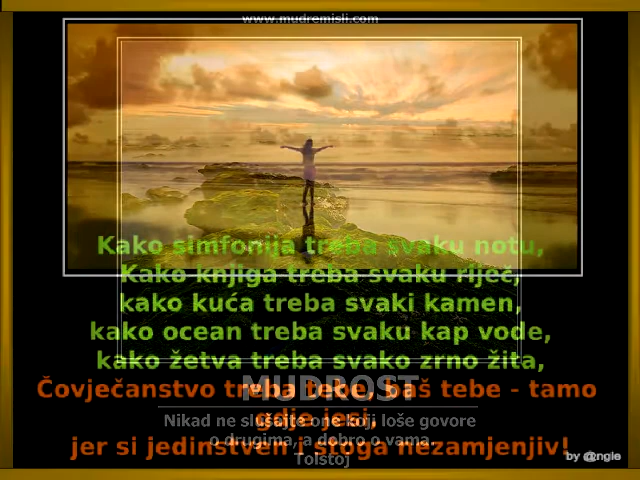 www.mudremisli.com
Kako simfonija treba svaku notu,
Kako knjiga treba svaku riječ,
kako kuća treba svaki kamen,
kako ocean treba svaku kap vode,
kako žetva treba svako zrno žita,
Čovječanstvo treba tebe, baš tebe - tamo
gdje jesi,
jer si jedinstven i stoga nezamjenjiv!
MUDROST
Nikad ne slušajte one koji loše govore
o drugima, a dobro o vama.
Tolstoj
by @ngie